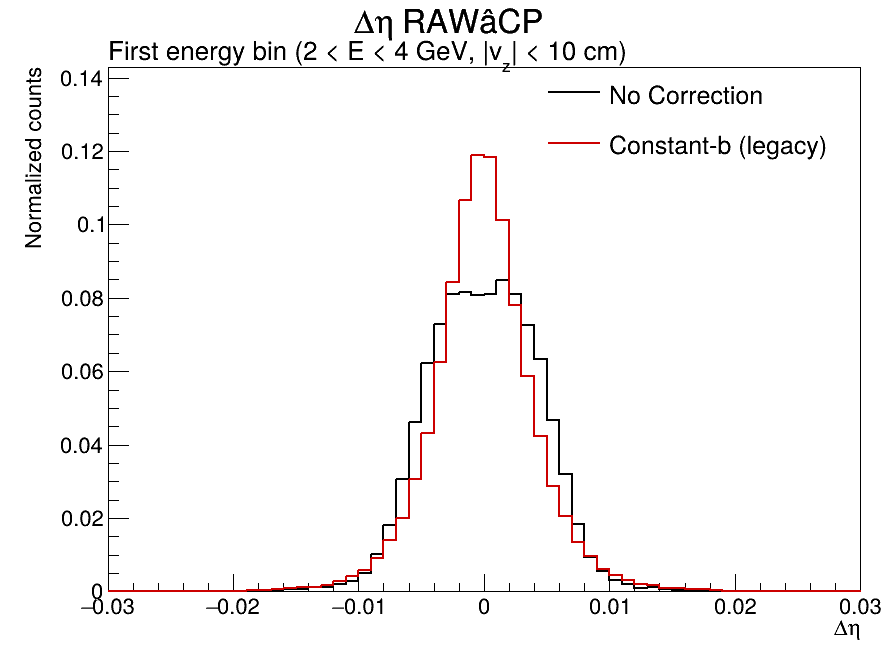 Δη RAWâCP
First energy bin (2 < E < 4 GeV, |v_z| < 10 cm)
Normalized counts
No Correction
Constant-b (legacy)
0.14
0.12
0.1
0.08
0.06
0.04
0.02
0
−0.03 −0.02 −0.01 0 0.01 0.02 0.03
Δη